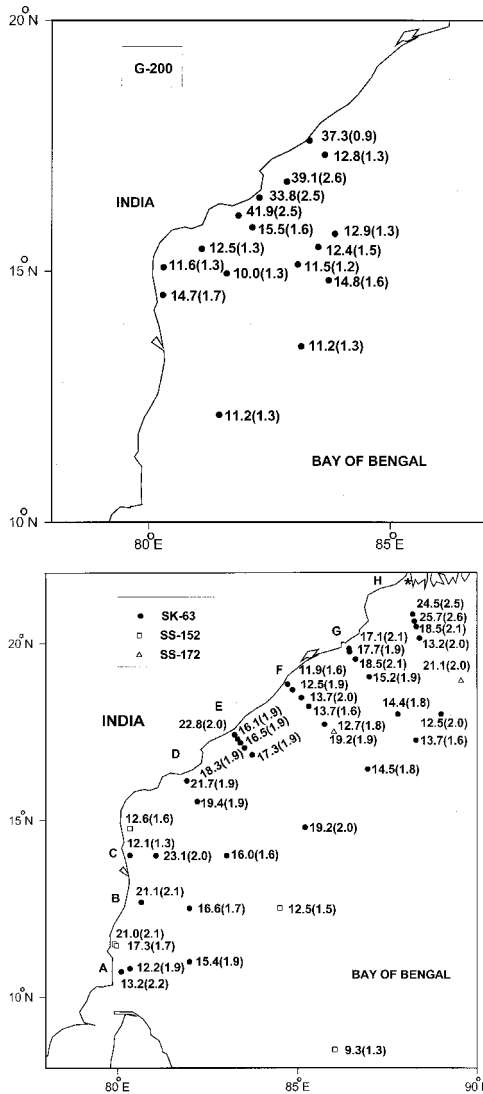 20°N
G-200
37.3(0.9)
12.8(1.3)
39.1(2.6)
33.8(2.5)
INDIA
41.9(2.5)
15.5(1.6)
12.9(1.3)
12.5(1.3)
12.4(1.5)
15°N
11.6(1.3)
10.0(1.3)
11.5(1.2)
14.8(1.6)
14.7(1.7)
11.2(1.3)
11.2(1.3)
BAY OF BENGAL
10°N
80°E
85°E
H
*
SK-63
SS-152
SS-172
24.5(2.5)
25.7(2.6)
18.5(2.1)
13.2(2.0)
G
17.1(2.1)
17.7(1.9)
18.5(2.1)
21.1(2.0)
20°N
F
11.9(1.6)
15.2(1.9)
12.5(1.9)
13.7(2.0)
14.4(1.8)
E
13.7(1.6)
INDIA
22.8(2.0)
16.1(1.9)
12.7(1.8)
12.5(2.0)
16.5(1.9)
19.2(1.9)
13.7(1.6)
D
18.3(1.9)
17.3(1.9)
21.7(1.9)
14.5(1.8)
19.4(1.9)
15°N
12.6(1.6)
19.2(2.0)
12.1(1.3)
C
23.1(2.0)
16.0(1.6)
B
21.1(2.1)
16.6(1.7)
12.5(1.5)
21.0(2.1)
17.3(1.7)
A
12.2(1.9)
15.4(1.9)
BAY OF BENGAL
13.2(2.2)
10°N
9.3(1.3)
80°E
85°E
90°E